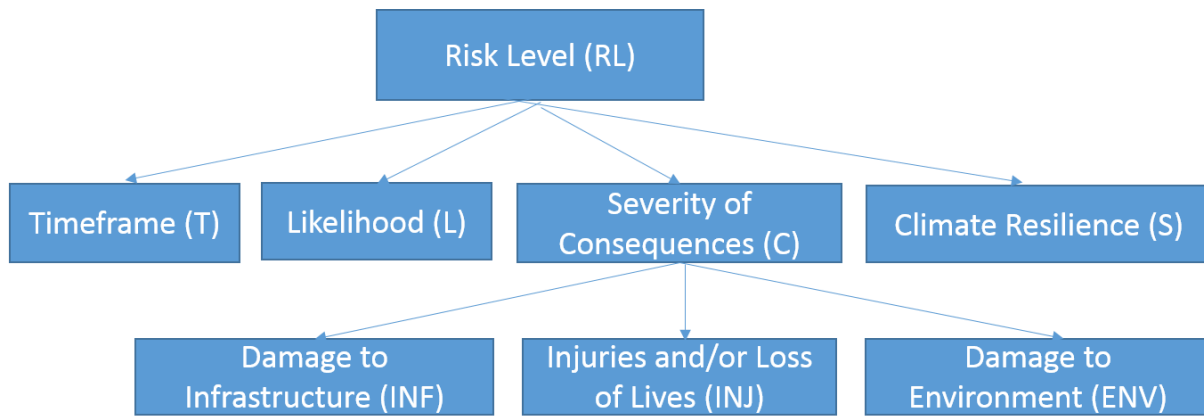 Risk Level (RL)
Timeframe (T)
Likelihood (L)
Severity of
Consequences (C)
Climate Resilience (S)
Damage to
Infrastructure (INF)
Injuries and/or Loss
of Lives (INJ)
Damage to
Environment (ENV)